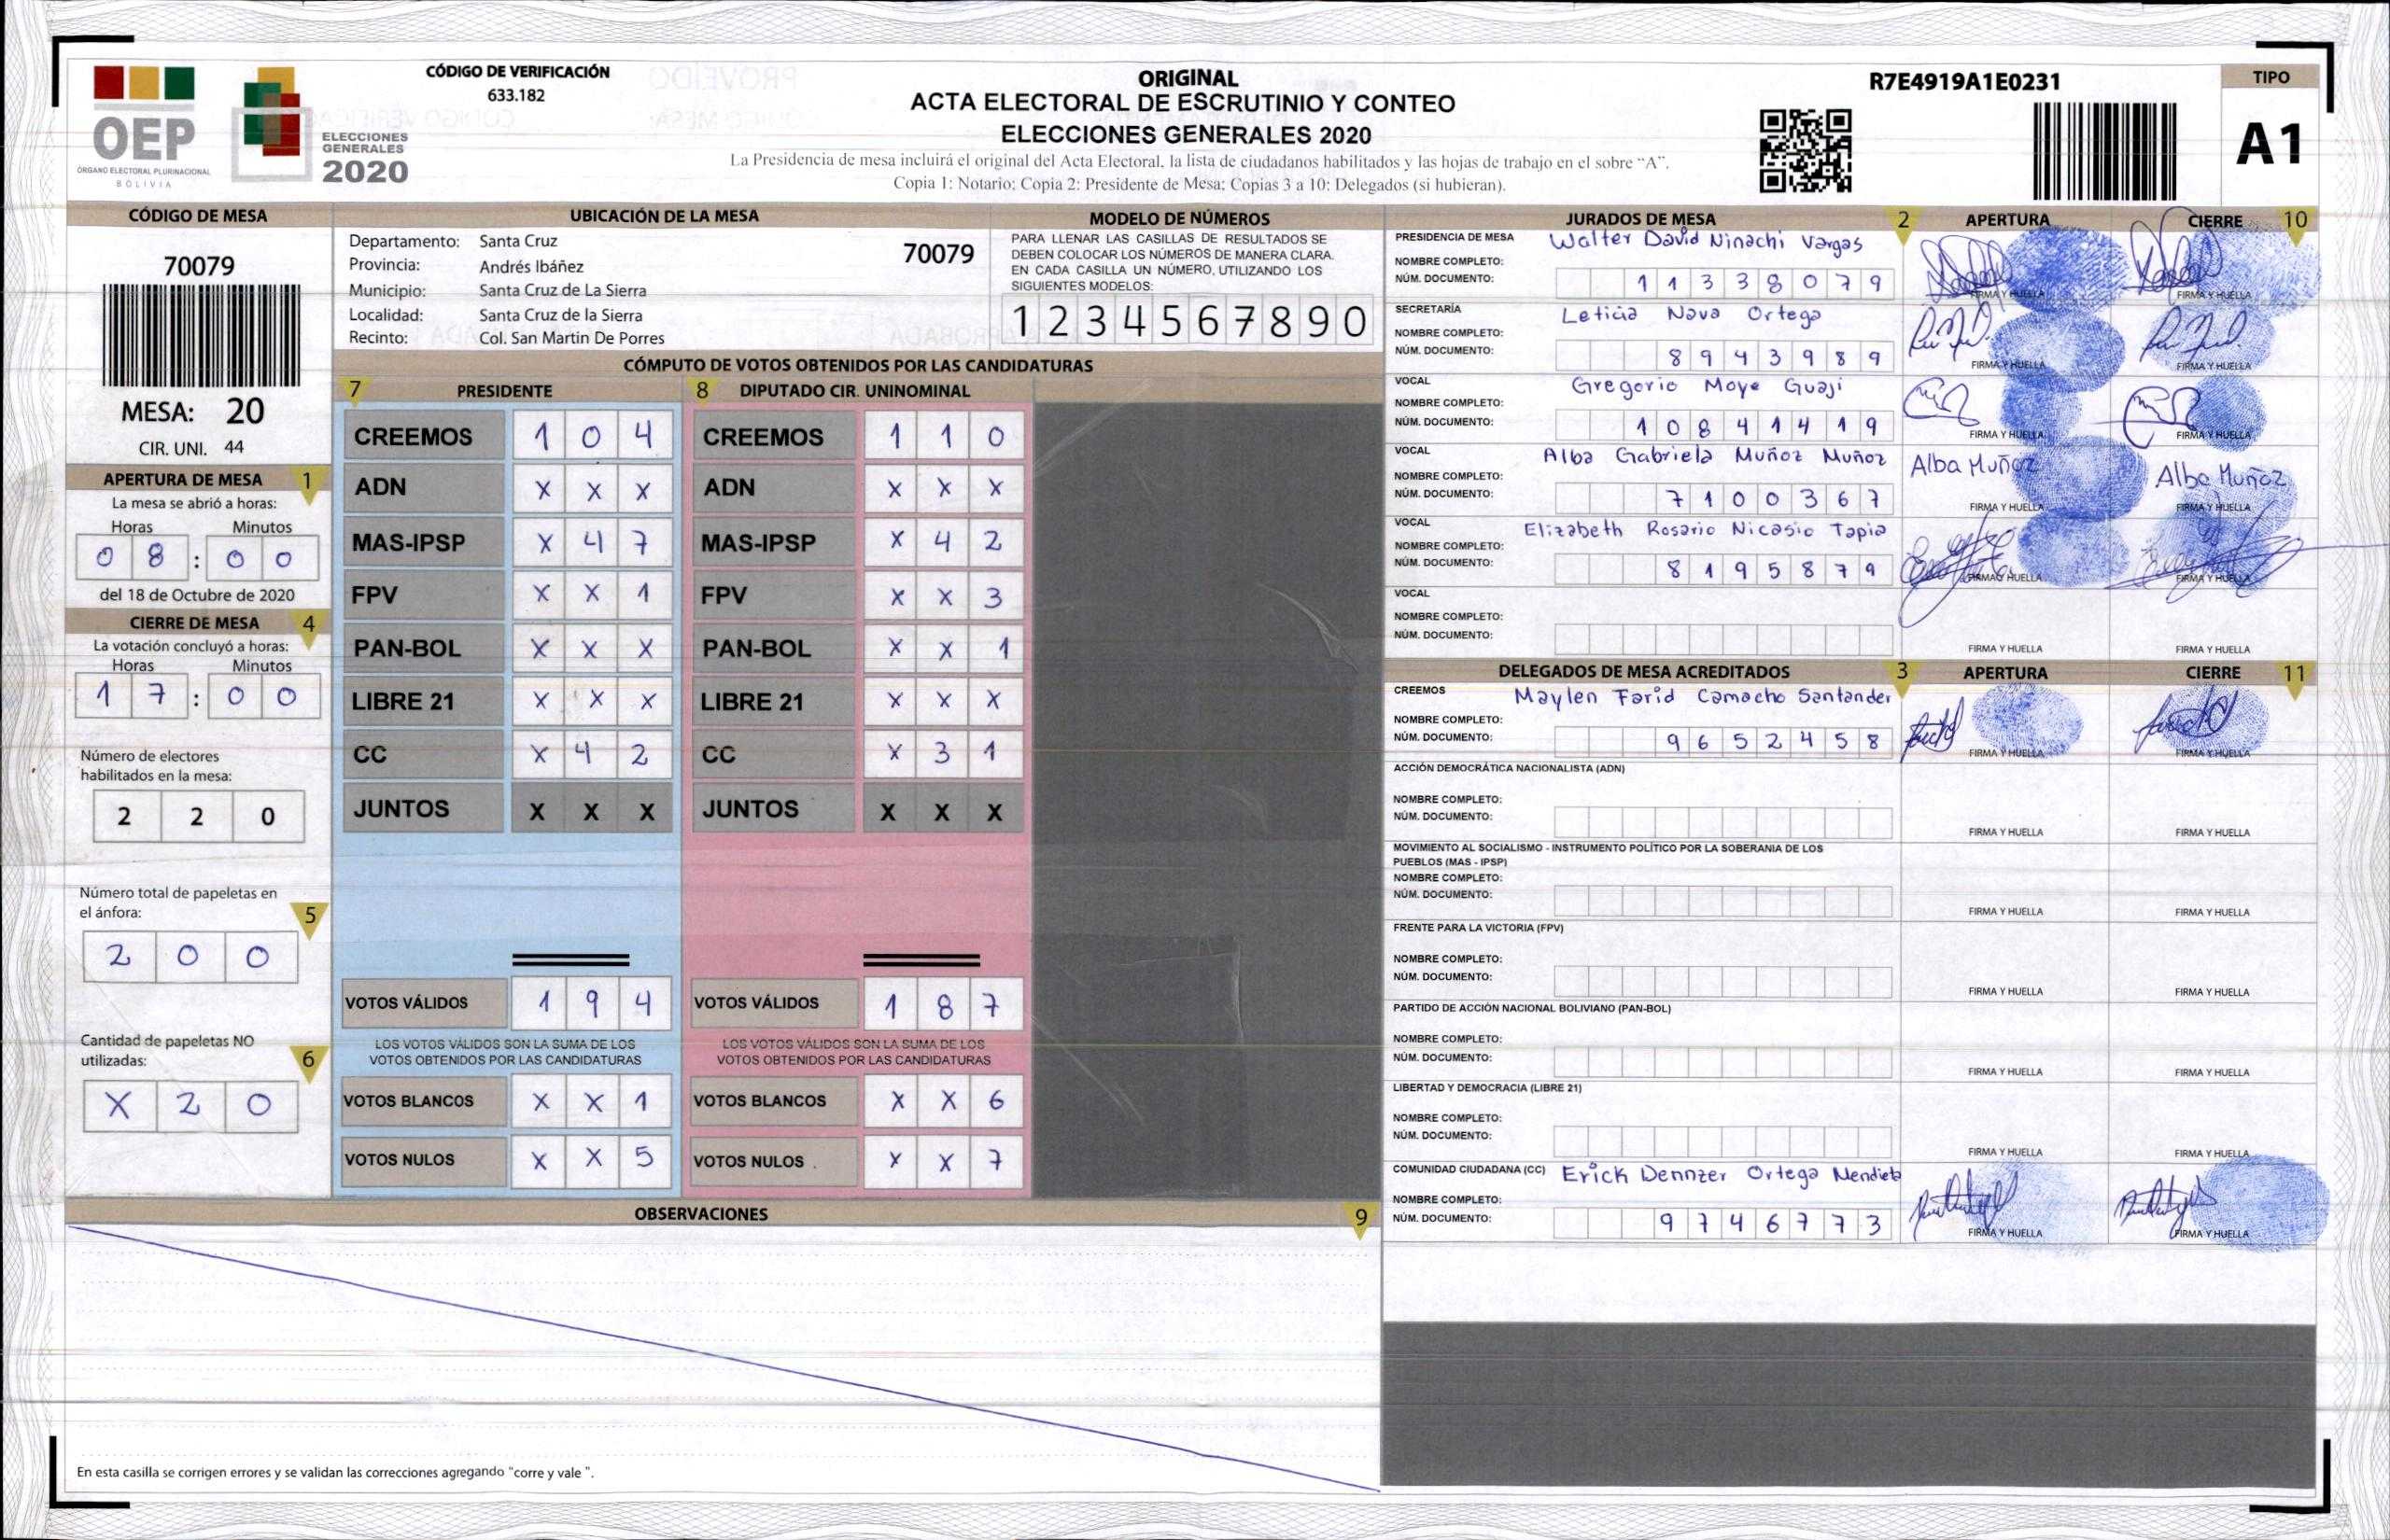 OEP
ÓRGANO ELECTORAL PLURINACIONAL
BOLIVIA
ELECCIONES
GENERALES
2020
CÓDIGO DE VERIFICACIÓN
633.182
ORIGINAL
ACTA ELECTORAL DE ESCRUTINIO Y CONTEO
ELECCIONES GENERALES 2020
La Presidencia de mesa incluirá el original del Acta Electoral, la lista de ciudadanos habilitados y las hojas de trabajo en el sobre "A".
Copia 1: Notario; Copia 2: Presidente de Mesa; Copias 3 a 10: Delegados (si hubieran).
R7E4919A1E0231
TIPO
A1
CÓDIGO DE MESA
70079
MESA: 20
CIR. UNI. 44
APERTURA DE MESA 1
La mesa se abrió a horas:
Horas Minutos
0 8 : 0 0
del 18 de Octubre de 2020
CIERRE DE MESA 4
La votación concluyó a horas:
Horas Minutos
1 7 : 0 0
Número de electores
habilitados en la mesa:
2 2 0
Número total de papeletas en
el ánfora: 5
2 0 0
Cantidad de papeletas NO
utilizadas: 6
X 2 0
UBICACIÓN DE LA MESA
Departamento: Santa Cruz 70079
Provincia: Andrés Ibáñez
Municipio: Santa Cruz de La Sierra
Localidad: Santa Cruz de la Sierra
Recinto: Col. San Martin De Porres
MODELO DE NÚMEROS
PARA LLENAR LAS CASILLAS DE RESULTADOS SE
DEBEN COLOCAR LOS NÚMEROS DE MANERA CLARA.
EN CADA CASILLA UN NÚMERO, UTILIZANDO LOS
SIGUIENTES MODELOS:
1 2 3 4 5 6 7 8 9 0
CÓMPUTO DE VOTOS OBTENIDOS POR LAS CANDIDATURAS
7 PRESIDENTE 8 DIPUTADO CIR. UNINOMINAL
CREEMOS 1 0 4 CREEMOS 1 1 0
ADN X X X ADN X X X
MAS-IPSP X 4 7 MAS-IPSP X 4 2
FPV X X 1 FPV X X 3
PAN-BOL X X X PAN-BOL X X 1
LIBRE 21 X X X LIBRE 21 X X X
CC X 4 2 CC X 3 1
JUNTOS X X X JUNTOS X X X
VOTOS VÁLIDOS 1 9 4 VOTOS VÁLIDOS 1 8 7
LOS VOTOS VÁLIDOS SON LA SUMA DE LOS LOS VOTOS VÁLIDOS SON LA SUMA DE LOS
VOTOS OBTENIDOS POR LAS CANDIDATURAS VOTOS OBTENIDOS POR LAS CANDIDATURAS
VOTOS BLANCOS X X 1 VOTOS BLANCOS X X 6
VOTOS NULOS X X 5 VOTOS NULOS X X 7
OBSERVACIONES 9
En esta casilla se corrigen errores y se validan las correcciones agregando "corre y vale ".
JURADOS DE MESA 2 APERTURA CIERRE 10
PRESIDENCIA DE MESA Walter David Ninachi Vargas
NOMBRE COMPLETO:
NÚM. DOCUMENTO: 1 1 3 3 8 0 7 9 FIRMA Y HUELLA FIRMA Y HUELLA
SECRETARÍA Leticia Nava Ortega
NOMBRE COMPLETO:
NÚM. DOCUMENTO: 8 9 4 3 9 8 9 FIRMA Y HUELLA FIRMA Y HUELLA
VOCAL Gregorio Moye Guaji
NOMBRE COMPLETO:
NÚM. DOCUMENTO: 1 0 8 4 1 4 1 9 FIRMA Y HUELLA FIRMA Y HUELLA
VOCAL Alba Gabriela Muñoz Muñoz Alba Muñoz Alba Muñoz
NOMBRE COMPLETO:
NÚM. DOCUMENTO: 7 1 0 0 3 6 7 FIRMA Y HUELLA FIRMA Y HUELLA
VOCAL Elizabeth Rosario Nicasio Tapia
NOMBRE COMPLETO:
NÚM. DOCUMENTO: 8 1 9 5 8 7 9 FIRMA Y HUELLA FIRMA Y HUELLA
VOCAL
NOMBRE COMPLETO:
NÚM. DOCUMENTO: FIRMA Y HUELLA FIRMA Y HUELLA
DELEGADOS DE MESA ACREDITADOS 3 APERTURA CIERRE 11
CREEMOS Maylen Farid Camacho Santander
NOMBRE COMPLETO:
NÚM. DOCUMENTO: 9 6 5 2 4 5 8 FIRMA Y HUELLA FIRMA Y HUELLA
ACCIÓN DEMOCRÁTICA NACIONALISTA (ADN)
NOMBRE COMPLETO:
NÚM. DOCUMENTO: FIRMA Y HUELLA FIRMA Y HUELLA
MOVIMIENTO AL SOCIALISMO - INSTRUMENTO POLÍTICO POR LA SOBERANIA DE LOS
PUEBLOS (MAS - IPSP)
NOMBRE COMPLETO:
NÚM. DOCUMENTO: FIRMA Y HUELLA FIRMA Y HUELLA
FRENTE PARA LA VICTORIA (FPV)
NOMBRE COMPLETO:
NÚM. DOCUMENTO: FIRMA Y HUELLA FIRMA Y HUELLA
PARTIDO DE ACCIÓN NACIONAL BOLIVIANO (PAN-BOL)
NOMBRE COMPLETO:
NÚM. DOCUMENTO: FIRMA Y HUELLA FIRMA Y HUELLA
LIBERTAD Y DEMOCRACIA (LIBRE 21)
NOMBRE COMPLETO:
NÚM. DOCUMENTO: FIRMA Y HUELLA FIRMA Y HUELLA
COMUNIDAD CIUDADANA (CC) Erick Dennzer Ortega Mendieta
NOMBRE COMPLETO:
NÚM. DOCUMENTO: 9 7 4 6 7 7 3 FIRMA Y HUELLA FIRMA Y HUELLA